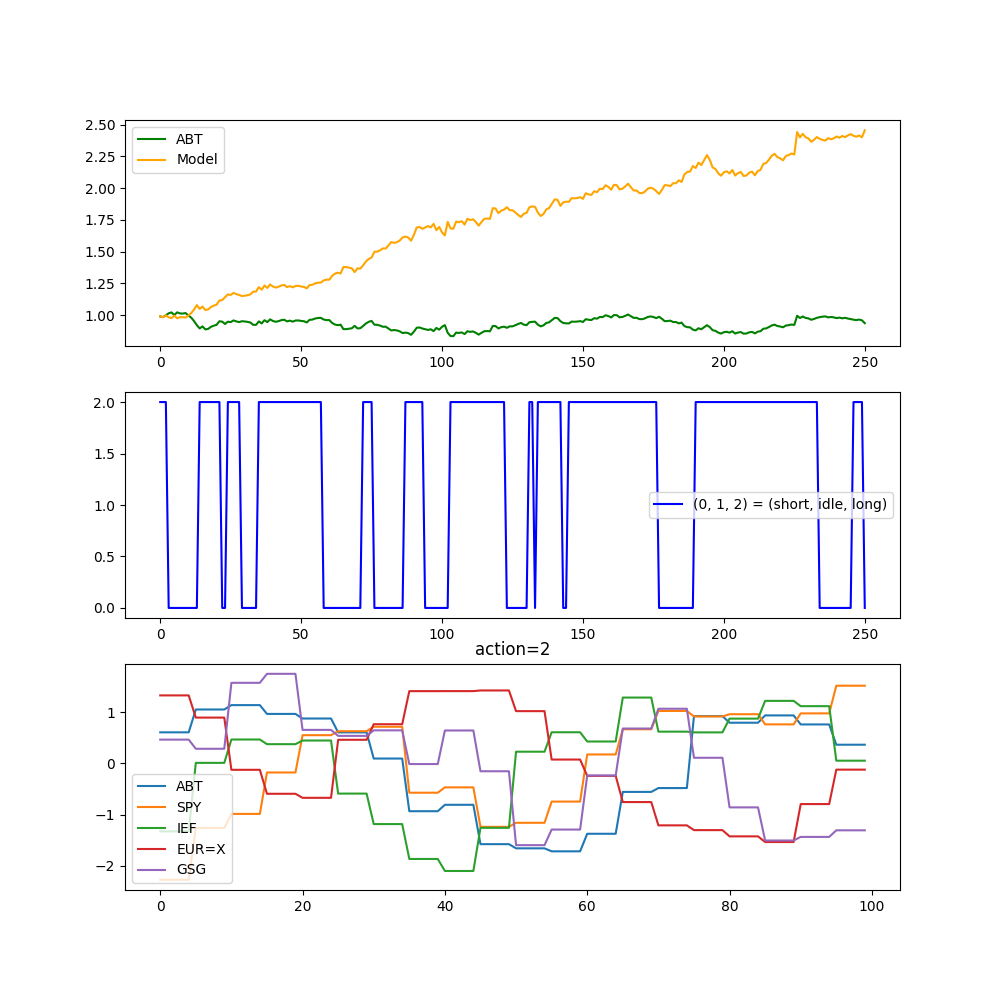 2.50
2.25
2.00
1.75
1.50
1.25
1.00
ABT
Model
0 50 100 150 200 250
2.0
1.5
1.0
0.5
0.0
(0, 1, 2) = (short, idle, long)
0 50 100 150 200 250
action=2
1
0
−1
−2
ABT
SPY
IEF
EUR=X
GSG
0 20 40 60 80 100